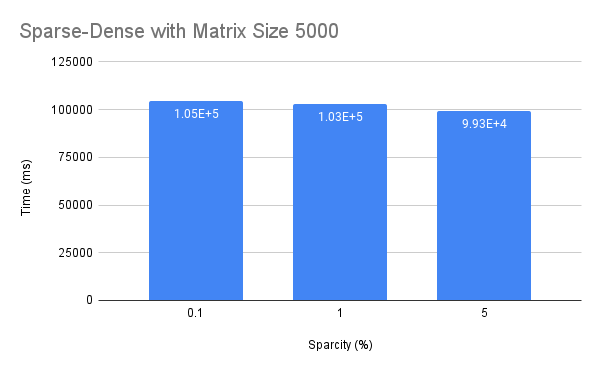 Sparse-Dense with Matrix Size 5000
125000
100000
75000
50000
25000
0
Time (ms)
1.05E+5
1.03E+5
9.93E+4
0.1
1
5
Sparcity (%)